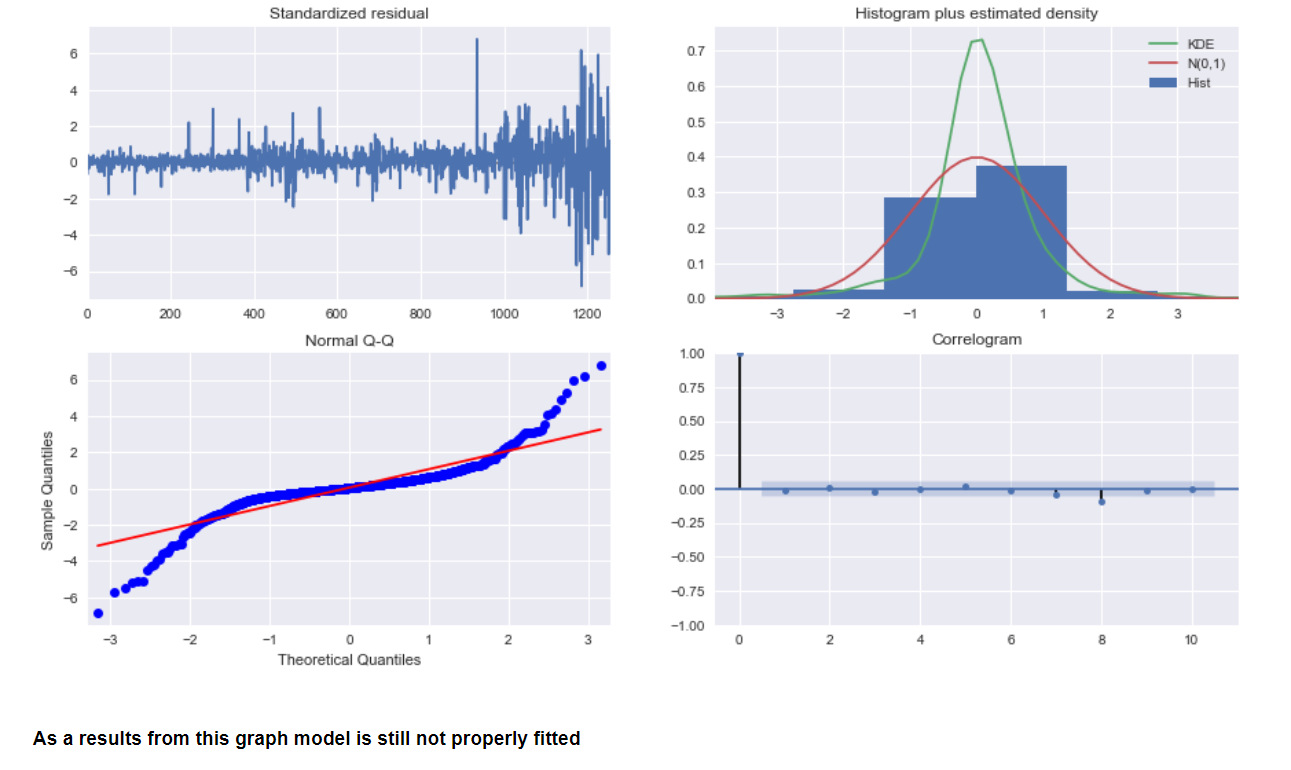 Standardized residual
6
4
2
0
−2
−4
−6
0 200 400 600 800 1000 1200
Histogram plus estimated density
KDE
N(0,1)
Hist
0.7
0.6
0.5
0.4
0.3
0.2
0.1
0.0
−3 −2 −1 0 1 2 3
Normal Q-Q
Sample Quantiles
6
4
2
0
−2
−4
−6
−3 −2 −1 0 1 2 3
Theoretical Quantiles
Correlogram
1.00
0.75
0.50
0.25
0.00
−0.25
−0.50
−0.75
−1.00
0 2 4 6 8 10
As a results from this graph model is still not properly fitted